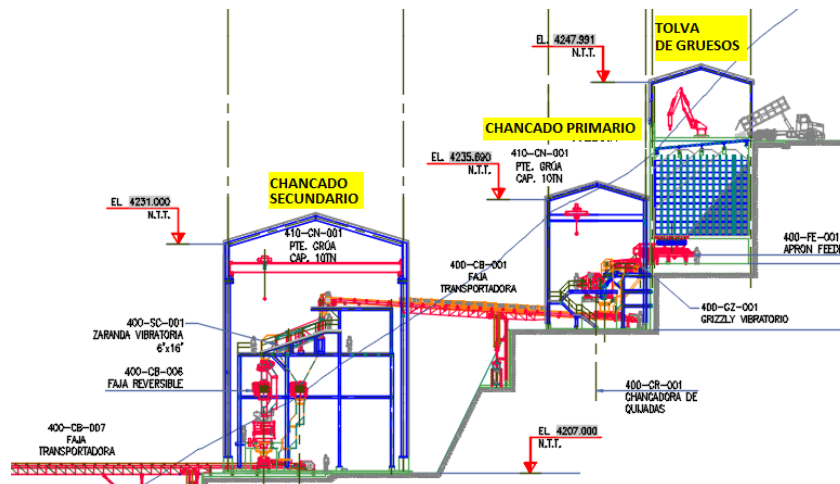 TOLVA
DE GRUESOS
EL. 4247.991
N.T.T.
CHANCADO PRIMARIO
410-CN-001
PTE. GRÚA
CAP. 10TN
EL. 4235.690
N.T.T.
CHANCADO
SECUNDARIO
EL 4231.000
N.T.T.
410-CN-001
PTE. GRÚA
CAP. 10TN
400-CB-001
FAJA
TRANSPORTADORA
400-FE-001
APRON FEED
400-GZ-001
GRIZZLY VIBRATORIO
400-SC-001
ZARANDA VIBRATORIA
6"x16"
400-CB-006
FAJA REVERSIBLE
400-CR-001
CHANCADORA DE
QUIJADAS
400-CB-007
FAJA
TRANSPORTADORA
EL 4207.000
N.T.T.